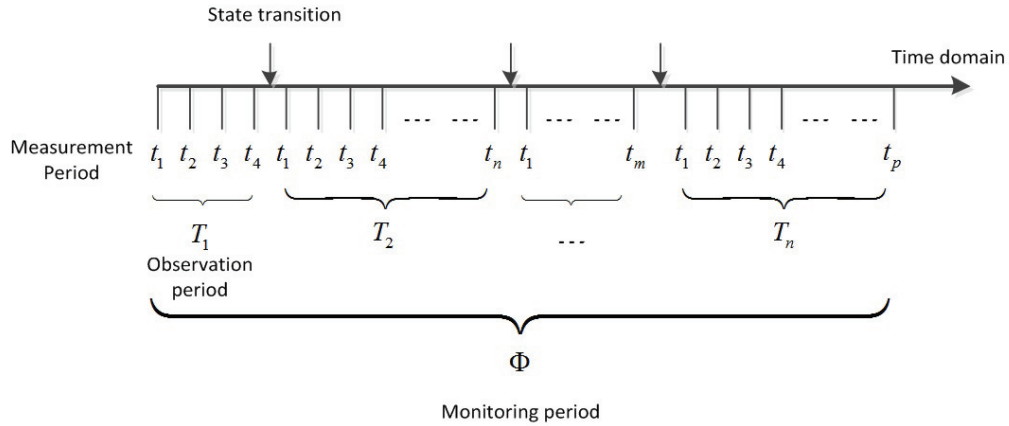 State transition
Time domain
--- --- --- --- --- ---
Measurement
Period
t₁ t₂ t₃ t₄ t₁ t₂ t₃ t₄ tₙ t₁ tₘ t₁ t₂ t₃ t₄ tₚ
T₁ T₂ --- Tₙ
Observation
period
Φ
Monitoring period